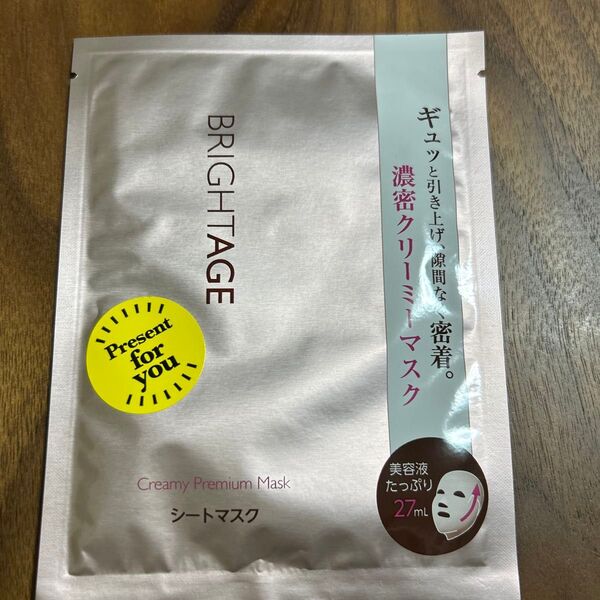 BRIGHTAGE
ギュッと引き上げ、隙間なく密着。
濃密クリーミーマスク
Present
for
you
Creamy Premium Mask
シートマスク
美容液
たっぷり
27mL